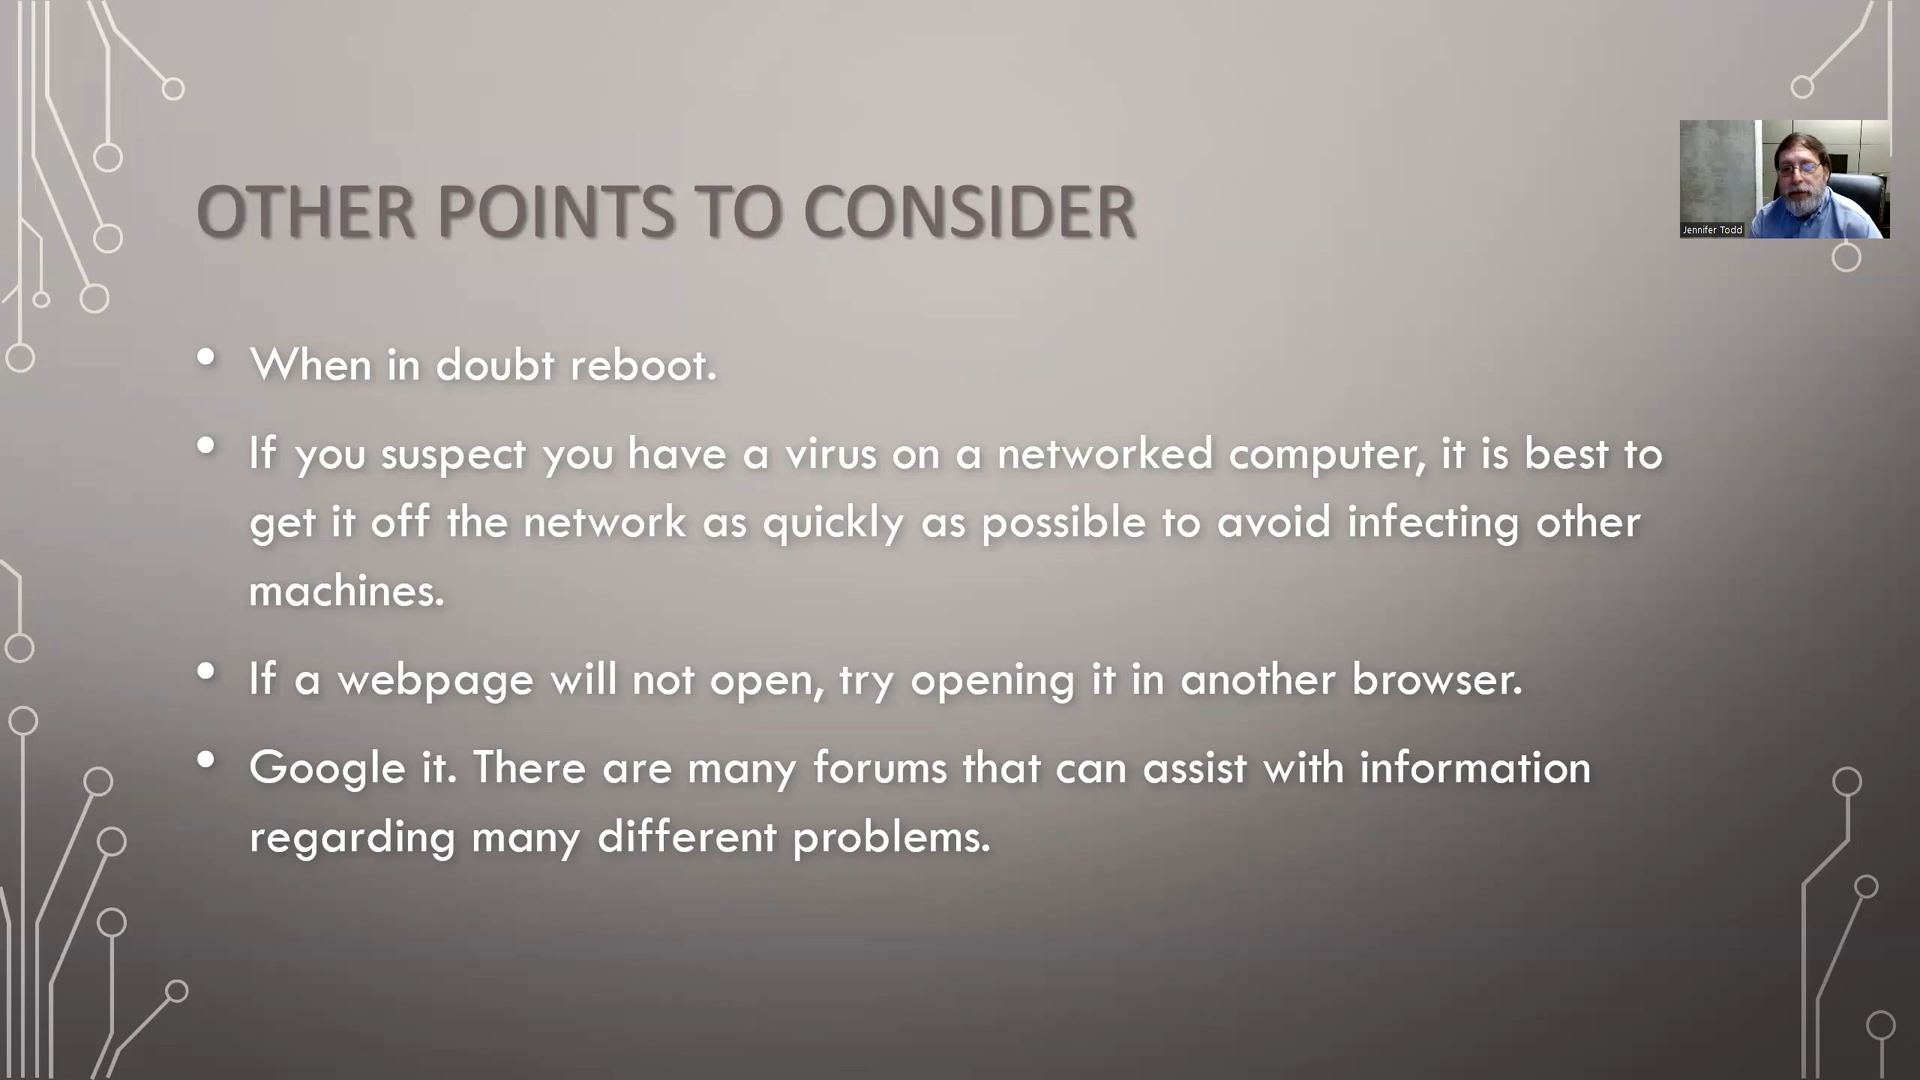 OTHER POINTS TO CONSIDER
Jennifer Todd
• When in doubt reboot.
• If you suspect you have a virus on a networked computer, it is best to
get it off the network as quickly as possible to avoid infecting other
machines.
• If a webpage will not open, try opening it in another browser.
• Google it. There are many forums that can assist with information
regarding many different problems.